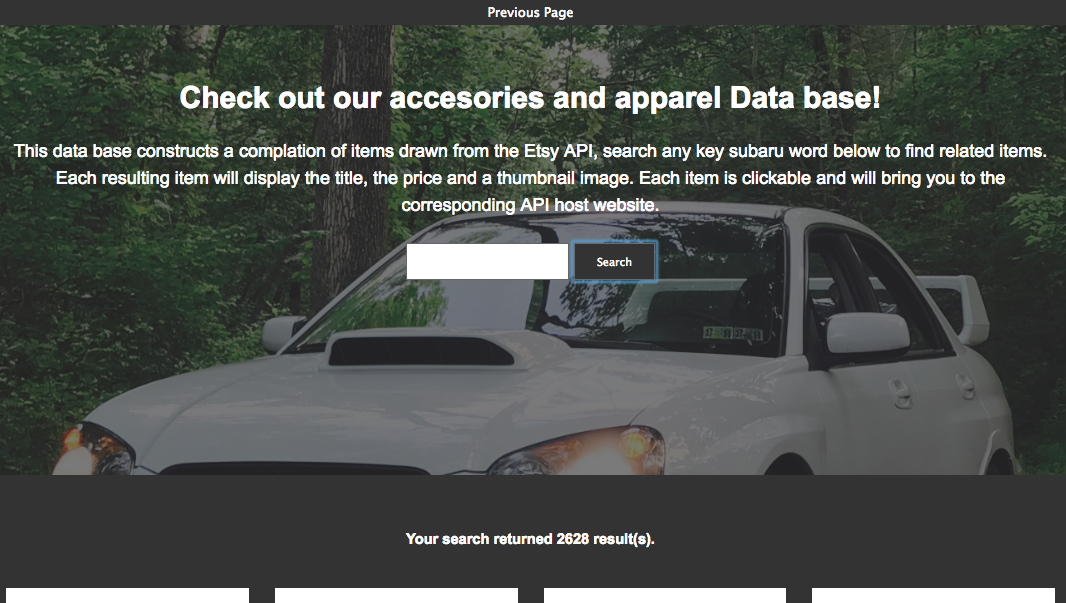 Previous Page
Check out our accesories and apparel Data base!
This data base constructs a complation of items drawn from the Etsy API, search any key subaru word below to find related items.
Each resulting item will display the title, the price and a thumbnail image. Each item is clickable and will bring you to the
corresponding API host website.
Search
Your search returned 2628 result(s).